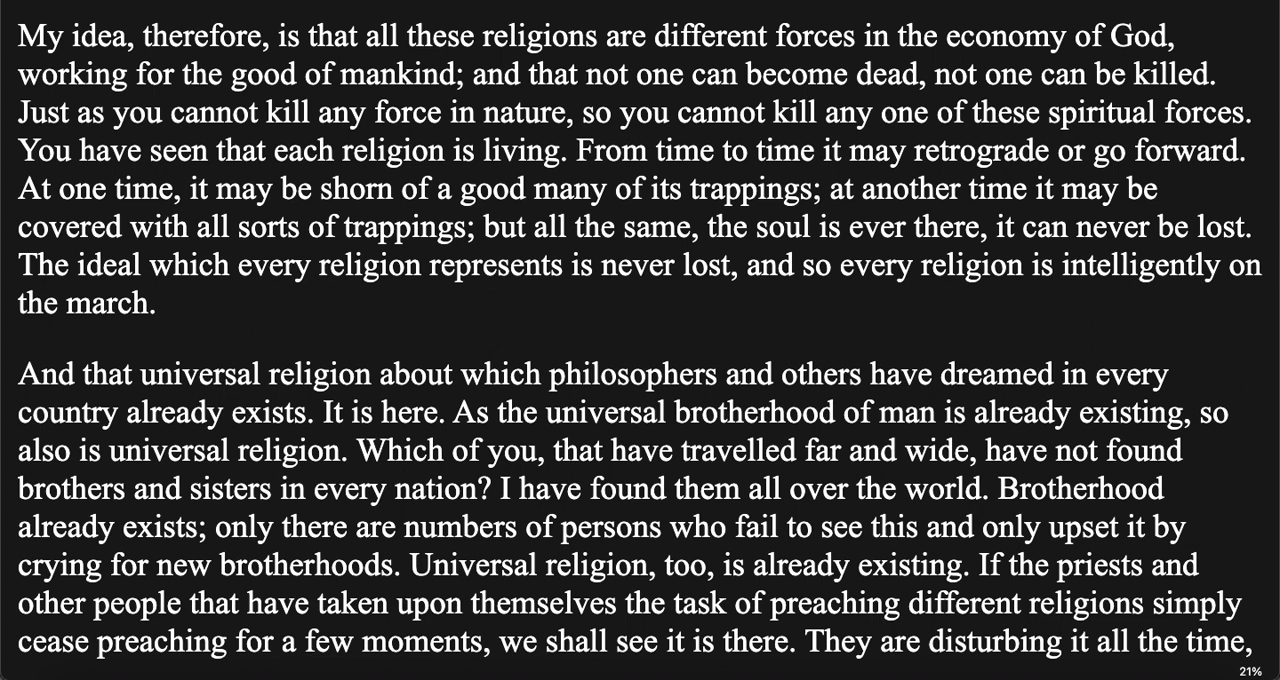 My idea, therefore, is that all these religions are different forces in the economy of God,
working for the good of mankind; and that not one can become dead, not one can be killed.
Just as you cannot kill any force in nature, so you cannot kill any one of these spiritual forces.
You have seen that each religion is living. From time to time it may retrograde or go forward.
At one time, it may be shorn of a good many of its trappings; at another time it may be
covered with all sorts of trappings; but all the same, the soul is ever there, it can never be lost.
The ideal which every religion represents is never lost, and so every religion is intelligently on
the march.
And that universal religion about which philosophers and others have dreamed in every
country already exists. It is here. As the universal brotherhood of man is already existing, so
also is universal religion. Which of you, that have travelled far and wide, have not found
brothers and sisters in every nation? I have found them all over the world. Brotherhood
already exists; only there are numbers of persons who fail to see this and only upset it by
crying for new brotherhoods. Universal religion, too, is already existing. If the priests and
other people that have taken upon themselves the task of preaching different religions simply
cease preaching for a few moments, we shall see it is there. They are disturbing it all the time,
21%